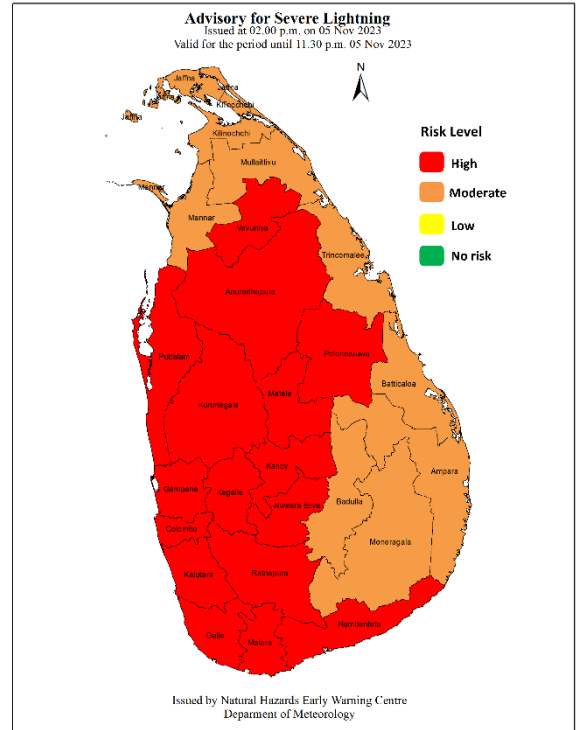 Advisory for Severe Lightning
Issued at 02.00 p.m. on 05 Nov 2023
Valid for the period until 11.30 p.m. 05 Nov 2023
N
Risk Level
High
Moderate
Low
No risk
Jaffna
Jaffna
Jaffna
Kilinochchi
Kilinochchi
Mullaittivu
Mannar
Mannar
Vavuniya
Trincomalee
Anuradhapura
Puttalam
Polonnaruwa
Batticaloa
Kurunegala
Matale
Kandy
Ampara
Gampaha
Kegalle
Nuwara Eliya
Badulla
Colombo
Moneragala
Kalutara
Ratnapura
Hambantota
Galle
Matara
Issued by Natural Hazards Early Warning Centre
Deparment of Meteorology